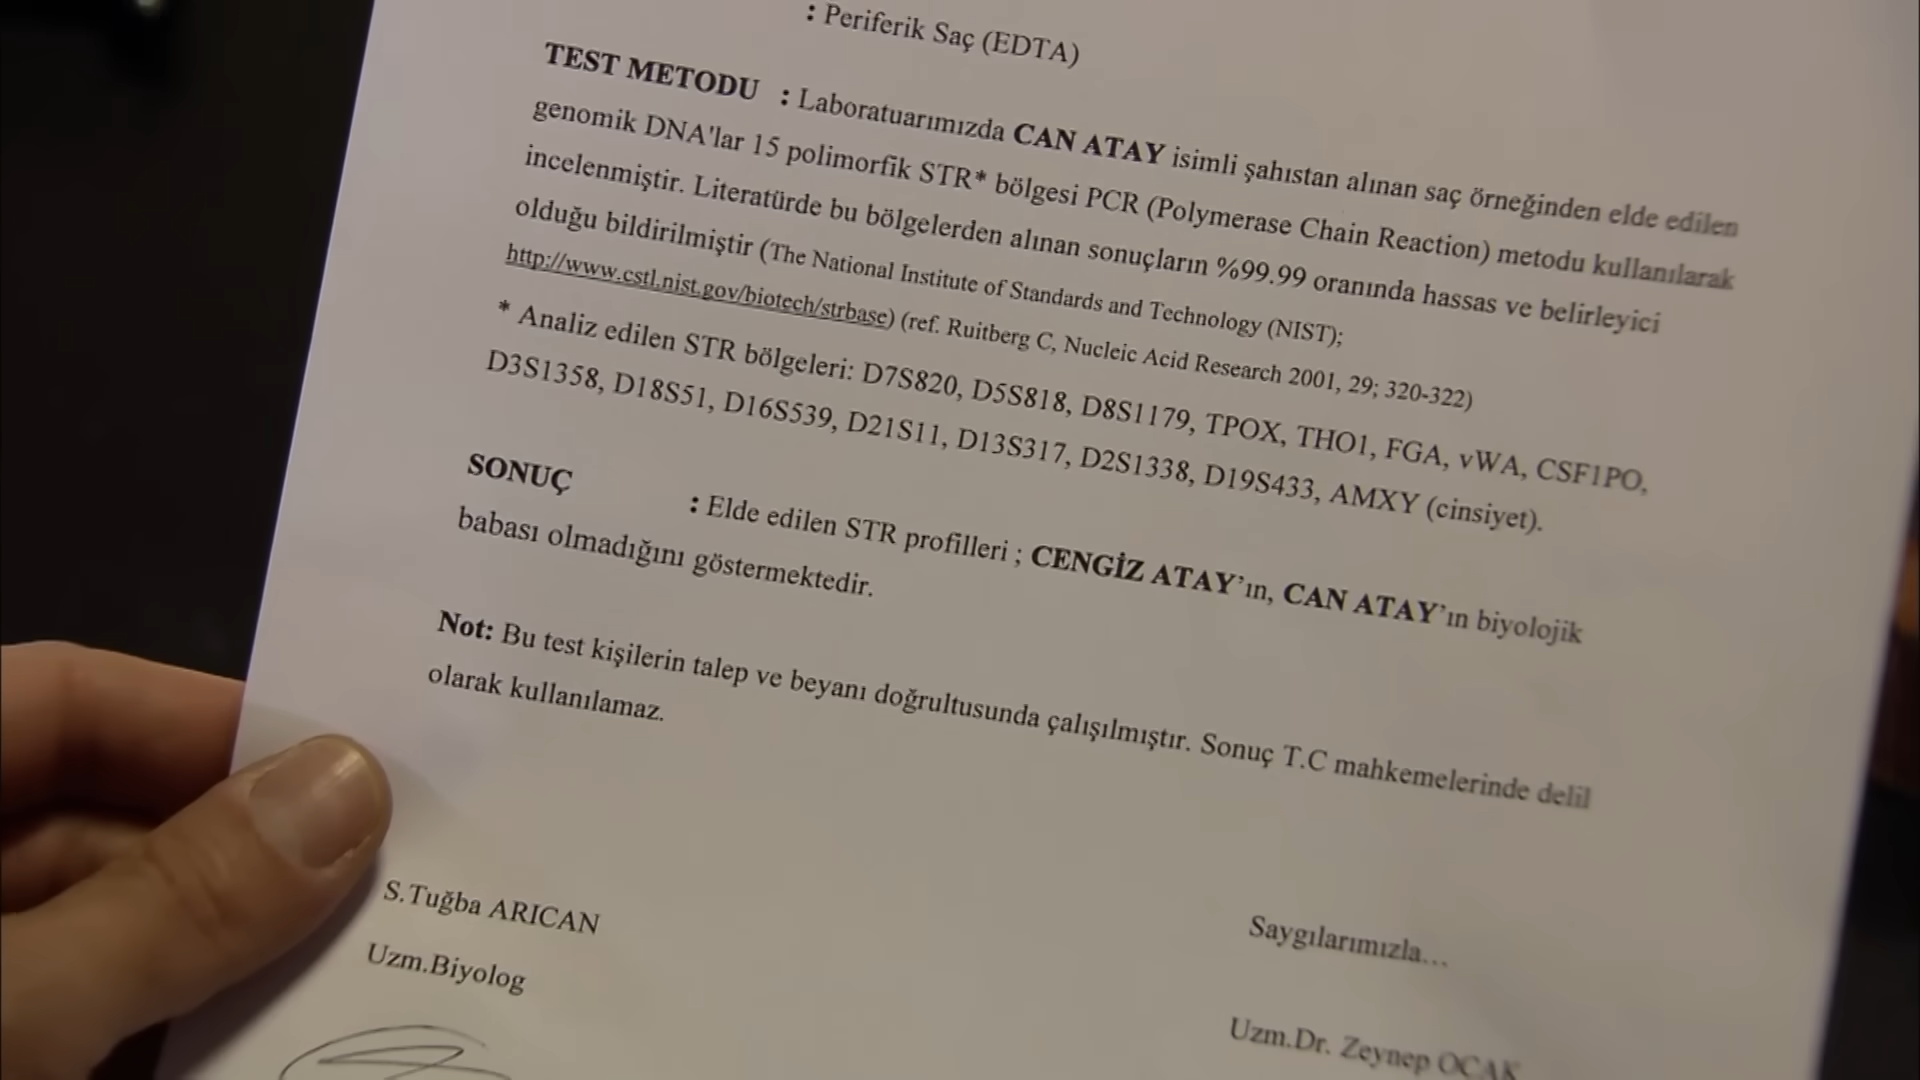 : Periferik Saç (EDTA)
TEST METODU : Laboratuarımızda CAN ATAY isimli şahıstan alınan saç örneğinden elde edilen
genomik DNA'lar 15 polimorfik STR* bölgesi PCR (Polymerase Chain Reaction) metodu kullanılarak
incelenmiştir. Literatürde bu bölgelerden alınan sonuçların %99.99 oranında hassas ve belirleyici
olduğu bildirilmiştir (The National Institute of Standards and Technology (NIST);
http://www.cstl.nist.gov/biotech/strbase) (ref. Ruitberg C, Nucleic Acid Research 2001, 29; 320-322)
* Analiz edilen STR bölgeleri: D7S820, D5S818, D8S1179, TPOX, THO1, FGA, vWA, CSF1PO,
D3S1358, D18S51, D16S539, D21S11, D13S317, D2S1338, D19S433, AMXY (cinsiyet).
SONUÇ : Elde edilen STR profilleri ; CENGİZ ATAY’ın, CAN ATAY’ın biyolojik
babası olmadığını göstermektedir.
Not: Bu test kişilerin talep ve beyanı doğrultusunda çalışılmıştır. Sonuç T.C mahkemelerinde delil
olarak kullanılamaz.
Saygılarımızla...
S.Tuğba ARICAN
Uzm.Biyolog
Uzm.Dr. Zeynep OCAK